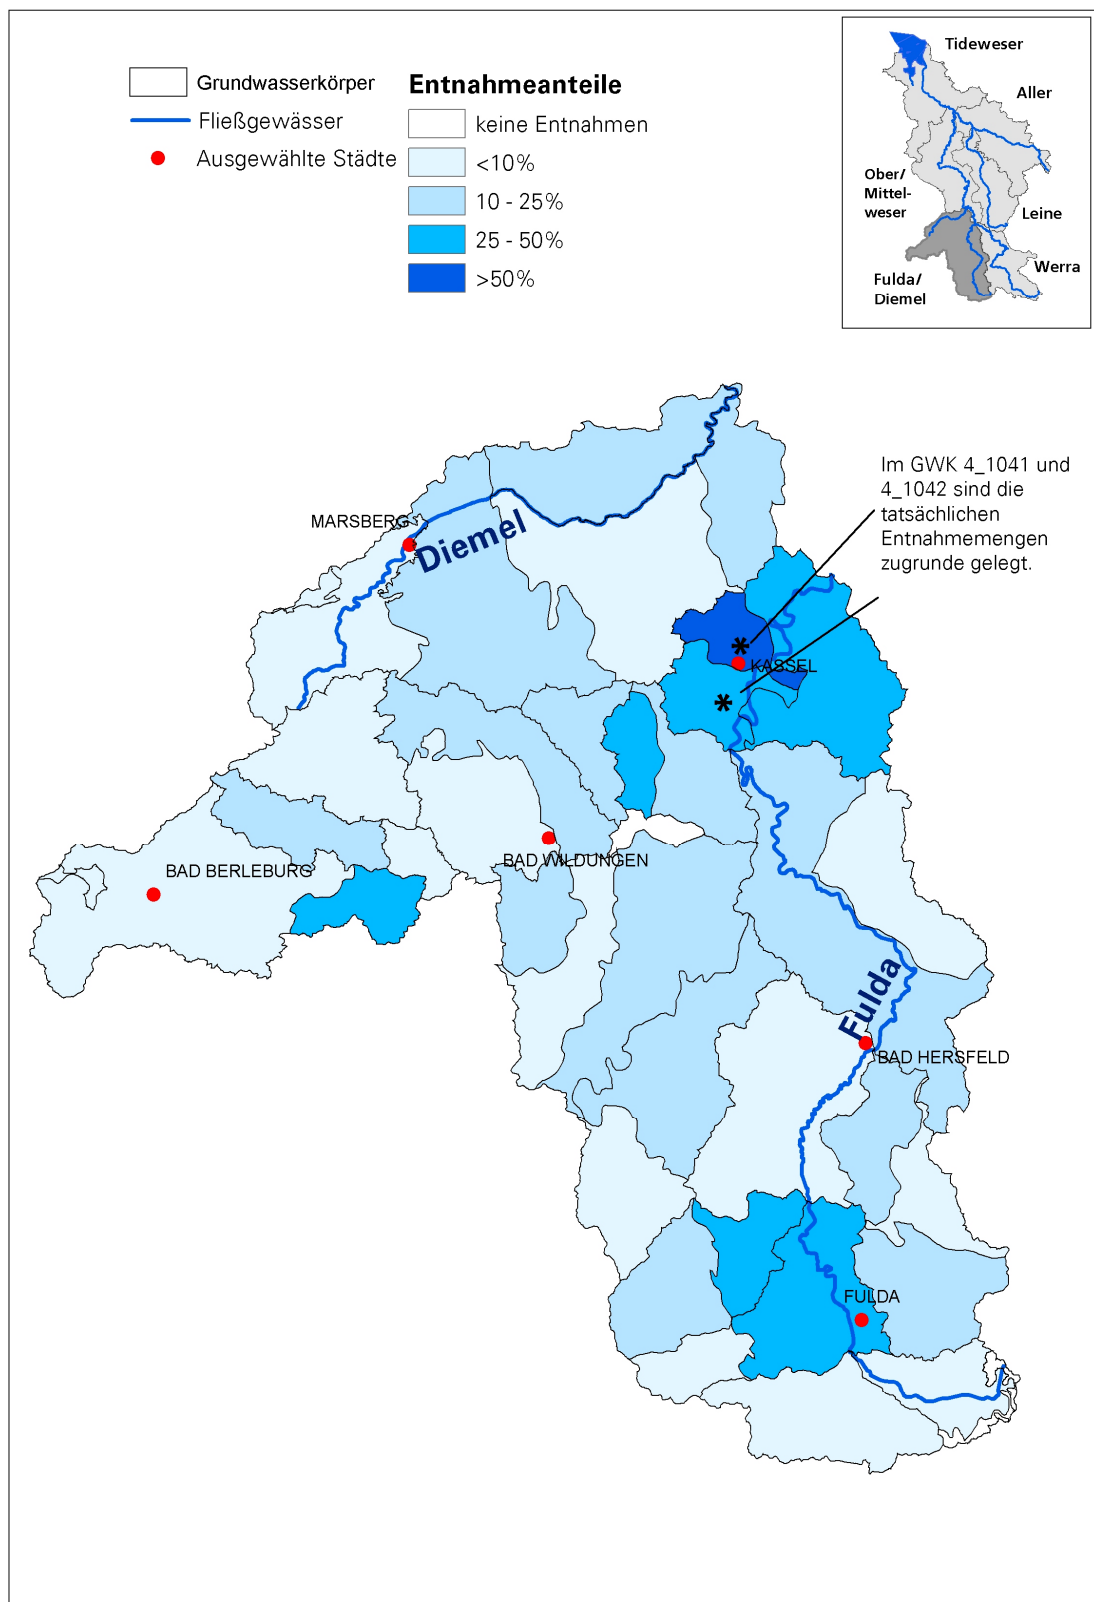 Grundwasserkörper
Fließgewässer
Ausgewählte Städte
Entnahmeanteile
keine Entnahmen
<10%
10 - 25%
25 - 50%
>50%
Tideweser
Aller
Ober/
Mittel-
weser
Leine
Werra
Fulda/
Diemel
Im GWK 4_1041 und
4_1042 sind die
tatsächlichen
Entnahmemengen
zugrunde gelegt.
MARSBERG
Diemel
*
KASSEL
*
BAD WILDUNGEN
BAD BERLEBURG
Fulda
BAD HERSFELD
FULDA